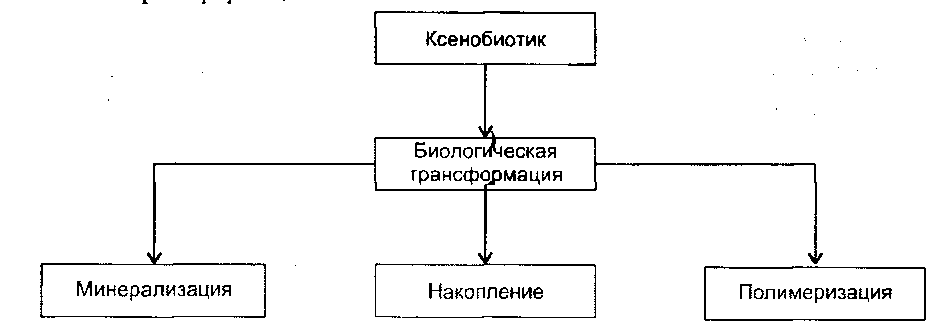 Ксенобиотик
Биологическая
трансформация
Минерализация
Накопление
Полимеризация